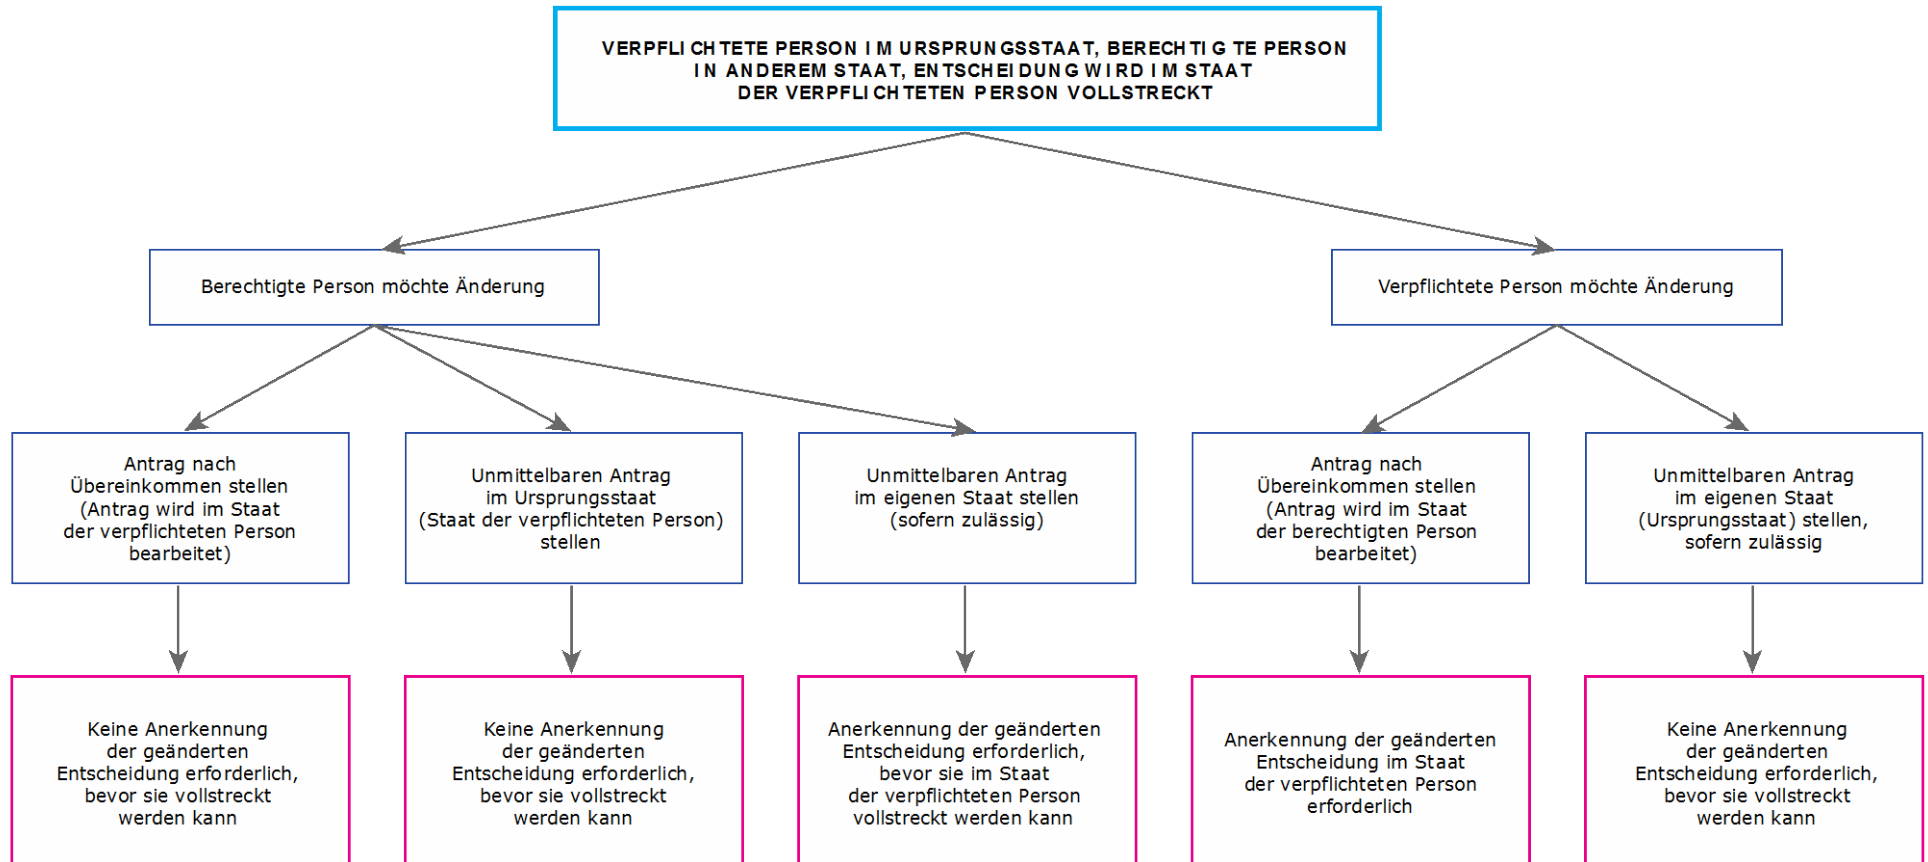 VERPFLICHTETE PERSON IM URSPRUNGSSTAAT, BERECHTIGTE PERSON
IN ANDEREM STAAT, ENTSCHEIDUNG WIRD IM STAAT
DER VERPFLICHTETEN PERSON VOLLSTRECKT
Berechtigte Person möchte Änderung
Verpflichtete Person möchte Änderung
Antrag nach
Übereinkommen stellen
(Antrag wird im Staat
der verpflichteten Person
bearbeitet)
Unmittelbaren Antrag
im Ursprungsstaat
(Staat der verpflichteten Person)
stellen
Unmittelbaren Antrag
im eigenen Staat stellen
(sofern zulässig)
Antrag nach
Übereinkommen stellen
(Antrag wird im Staat
der berechtigten Person
bearbeitet)
Unmittelbaren Antrag
im eigenen Staat
(Ursprungsstaat) stellen,
sofern zulässig
Keine Anerkennung
der geänderten
Entscheidung erforderlich,
bevor sie vollstreckt
werden kann
Keine Anerkennung
der geänderten
Entscheidung erforderlich,
bevor sie vollstreckt
werden kann
Anerkennung der geänderten
Entscheidung erforderlich,
bevor sie im Staat
der verpflichteten Person
vollstreckt werden kann
Anerkennung der geänderten
Entscheidung im Staat
der verpflichteten Person
erforderlich
Keine Anerkennung
der geänderten
Entscheidung erforderlich,
bevor sie vollstreckt
werden kann